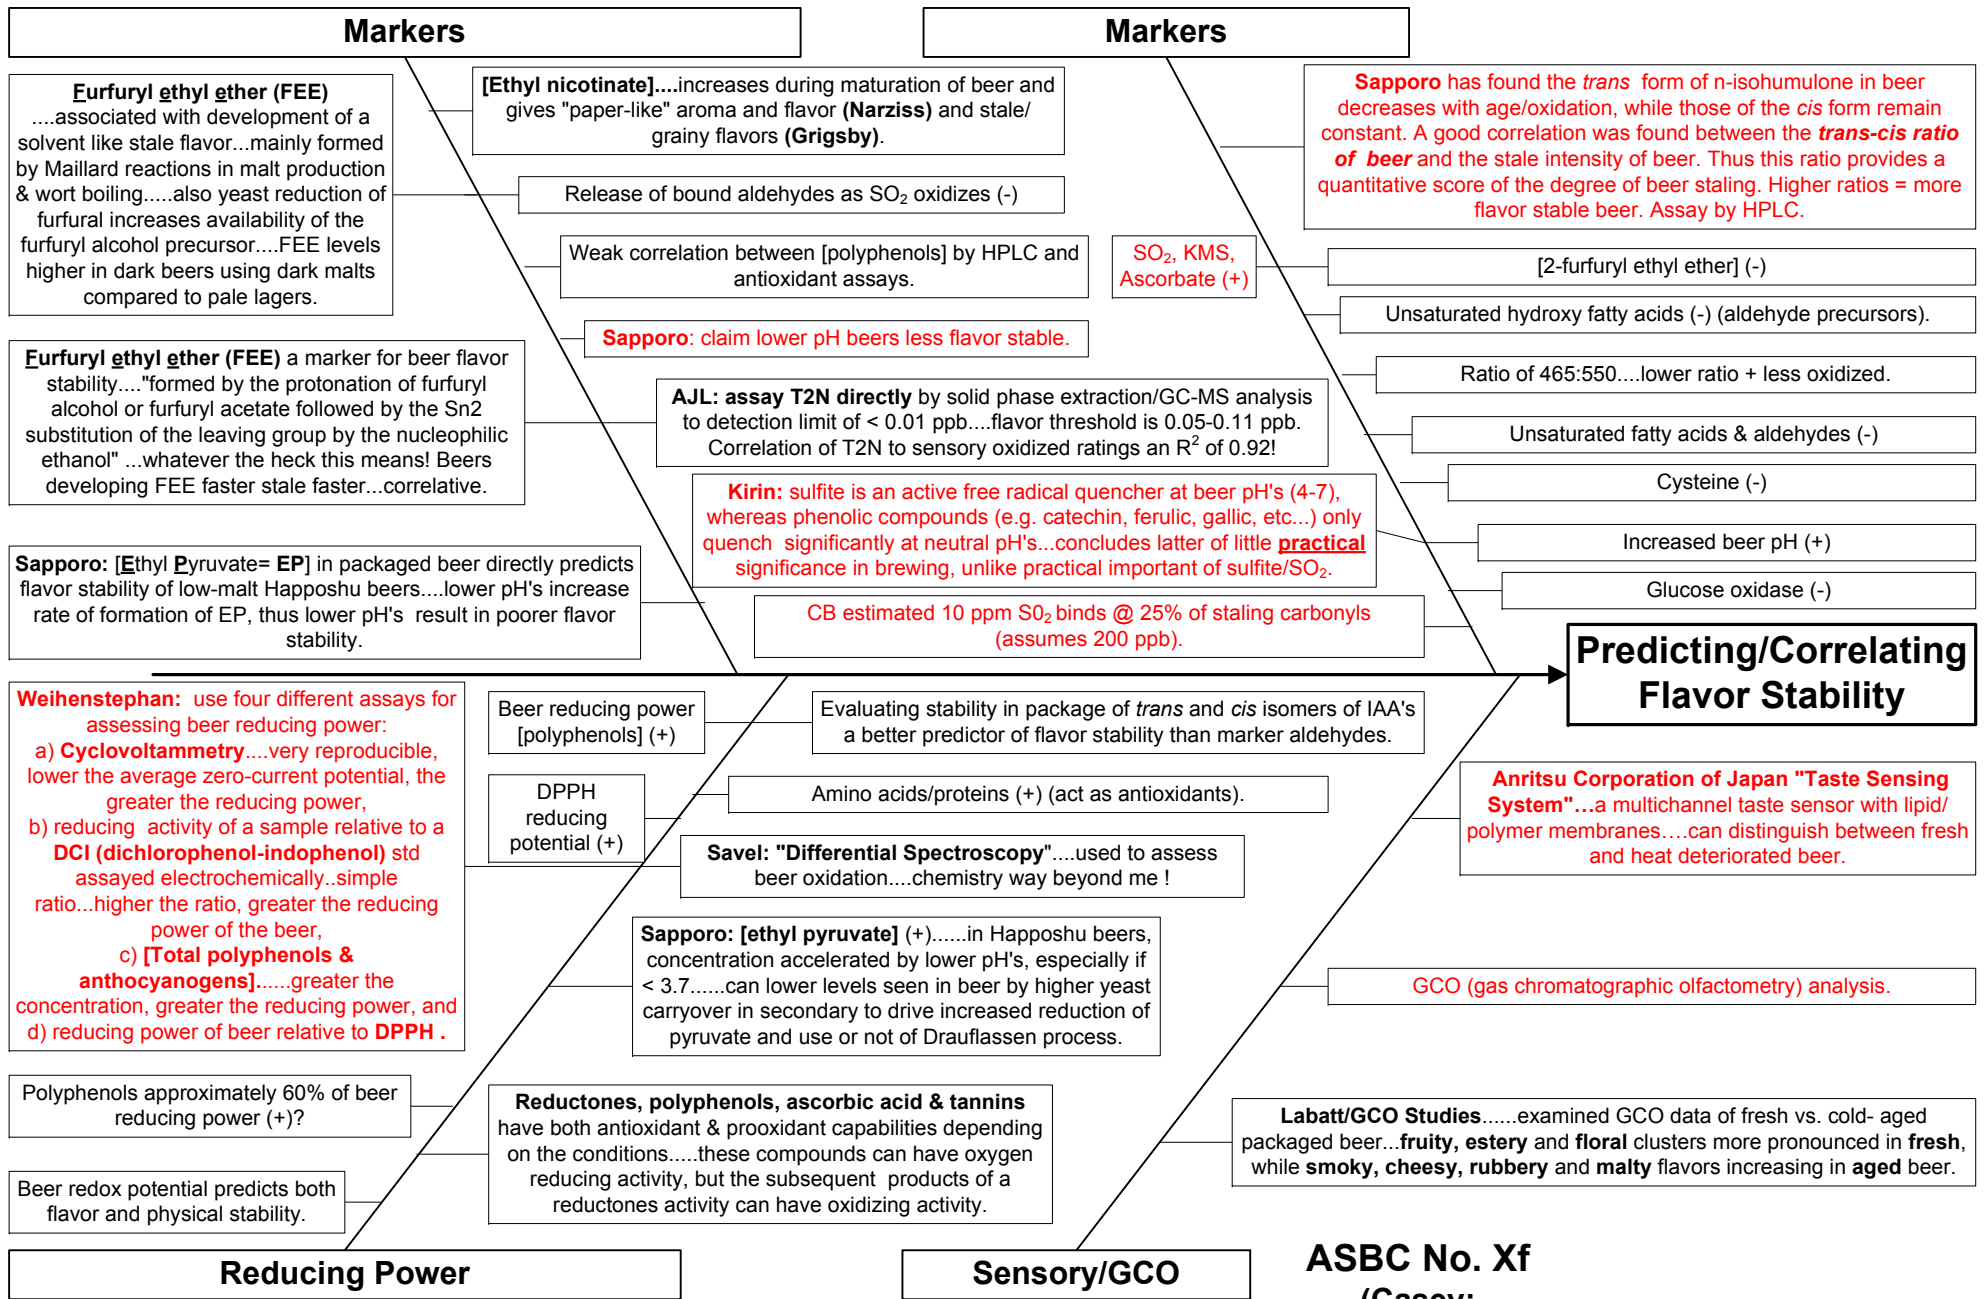 Markers
Markers
Furfuryl ethyl ether (FEE)
....associated with development of a
solvent like stale flavor...mainly formed
by Maillard reactions in malt production
& wort boiling.....also yeast reduction of
furfural increases availability of the
furfuryl alcohol precursor....FEE levels
higher in dark beers using dark malts
compared to pale lagers.
[Ethyl nicotinate]....increases during maturation of beer and
gives "paper-like" aroma and flavor (Narziss) and stale/
grainy flavors (Grigsby).
Release of bound aldehydes as SO2 oxidizes (-)
Weak correlation between [polyphenols] by HPLC and
antioxidant assays.
Sapporo: claim lower pH beers less flavor stable.
Sapporo has found the trans form of n-isohumulone in beer
decreases with age/oxidation, while those of the cis form remain
constant. A good correlation was found between the trans-cis ratio
of beer and the stale intensity of beer. Thus this ratio provides a
quantitative score of the degree of beer staling. Higher ratios = more
flavor stable beer. Assay by HPLC.
SO2, KMS,
Ascorbate (+)
[2-furfuryl ethyl ether] (-)
Unsaturated hydroxy fatty acids (-) (aldehyde precursors).
Ratio of 465:550....lower ratio + less oxidized.
Unsaturated fatty acids & aldehydes (-)
Cysteine (-)
Increased beer pH (+)
Glucose oxidase (-)
Furfuryl ethyl ether (FEE) a marker for beer flavor
stability...."formed by the protonation of furfuryl
alcohol or furfuryl acetate followed by the Sn2
substitution of the leaving group by the nucleophilic
ethanol" ...whatever the heck this means! Beers
developing FEE faster stale faster...correlative.
AJL: assay T2N directly by solid phase extraction/GC-MS analysis
to detection limit of < 0.01 ppb....flavor threshold is 0.05-0.11 ppb.
Correlation of T2N to sensory oxidized ratings an R2 of 0.92!
Kirin: sulfite is an active free radical quencher at beer pH's (4-7),
whereas phenolic compounds (e.g. catechin, ferulic, gallic, etc...) only
quench significantly at neutral pH's...concludes latter of little practical
significance in brewing, unlike practical important of sulfite/SO2.
Sapporo: [Ethyl Pyruvate= EP] in packaged beer directly predicts
flavor stability of low-malt Happoshu beers....lower pH's increase
rate of formation of EP, thus lower pH's result in poorer flavor
stability.
CB estimated 10 ppm S02 binds @ 25% of staling carbonyls
(assumes 200 ppb).
Predicting/Correlating
Flavor Stability
Weihenstephan: use four different assays for
assessing beer reducing power:
a) Cyclovoltammetry....very reproducible,
lower the average zero-current potential, the
greater the reducing power,
b) reducing activity of a sample relative to a
DCI (dichlorophenol-indophenol) std
assayed electrochemically..simple
ratio...higher the ratio, greater the reducing
power of the beer,
c) [Total polyphenols &
anthocyanogens]......greater the
concentration, greater the reducing power, and
d) reducing power of beer relative to DPPH .
Beer reducing power
[polyphenols] (+)
Evaluating stability in package of trans and cis isomers of IAA's
a better predictor of flavor stability than marker aldehydes.
DPPH
reducing
potential (+)
Amino acids/proteins (+) (act as antioxidants).
Savel: "Differential Spectroscopy"....used to assess
beer oxidation....chemistry way beyond me !
Anritsu Corporation of Japan "Taste Sensing
System"...a multichannel taste sensor with lipid/
polymer membranes....can distinguish between fresh
and heat deteriorated beer.
Sapporo: [ethyl pyruvate] (+)......in Happoshu beers,
concentration accelerated by lower pH's, especially if
< 3.7......can lower levels seen in beer by higher yeast
carryover in secondary to drive increased reduction of
pyruvate and use or not of Drauflassen process.
GCO (gas chromatographic olfactometry) analysis.
Polyphenols approximately 60% of beer
reducing power (+)?
Reductones, polyphenols, ascorbic acid & tannins
have both antioxidant & prooxidant capabilities depending
on the conditions.....these compounds can have oxygen
reducing activity, but the subsequent products of a
reductones activity can have oxidizing activity.
Labatt/GCO Studies......examined GCO data of fresh vs. cold- aged
packaged beer...fruity, estery and floral clusters more pronounced in fresh,
while smoky, cheesy, rubbery and malty flavors increasing in aged beer.
Beer redox potential predicts both
flavor and physical stability.
Reducing Power
Sensory/GCO
ASBC No. Xf
(Casey: